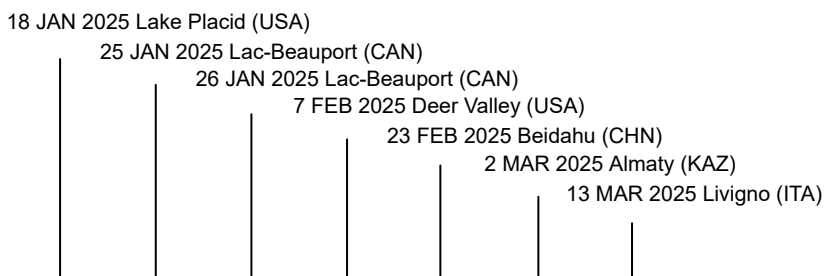 18 JAN 2025 Lake Placid (USA)
25 JAN 2025 Lac-Beauport (CAN)
26 JAN 2025 Lac-Beauport (CAN)
7 FEB 2025 Deer Valley (USA)
23 FEB 2025 Beidahu (CHN)
2 MAR 2025 Almaty (KAZ)
13 MAR 2025 Livigno (ITA)